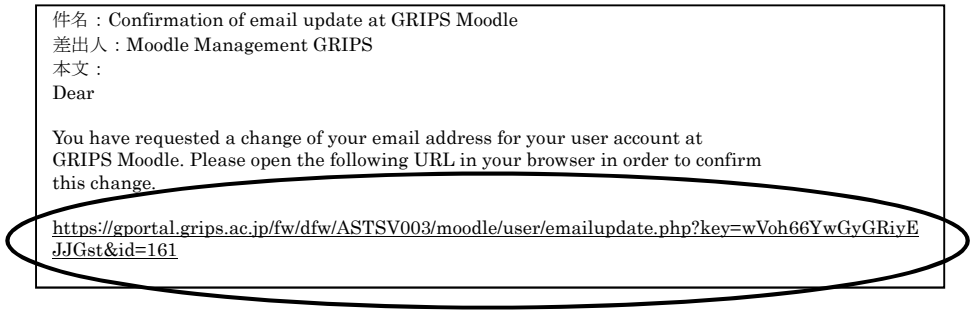 件名：Confirmation of email update at GRIPS Moodle
差出人：Moodle Management GRIPS
本文：
Dear
You have requested a change of your email address for your user account at
GRIPS Moodle. Please open the following URL in your browser in order to confirm
this change.
https://gportal.grips.ac.jp/fw/dfw/ASTSV003/moodle/user/emailupdate.php?key=wVoh66YwGyGRiyE
JJGst&id=161